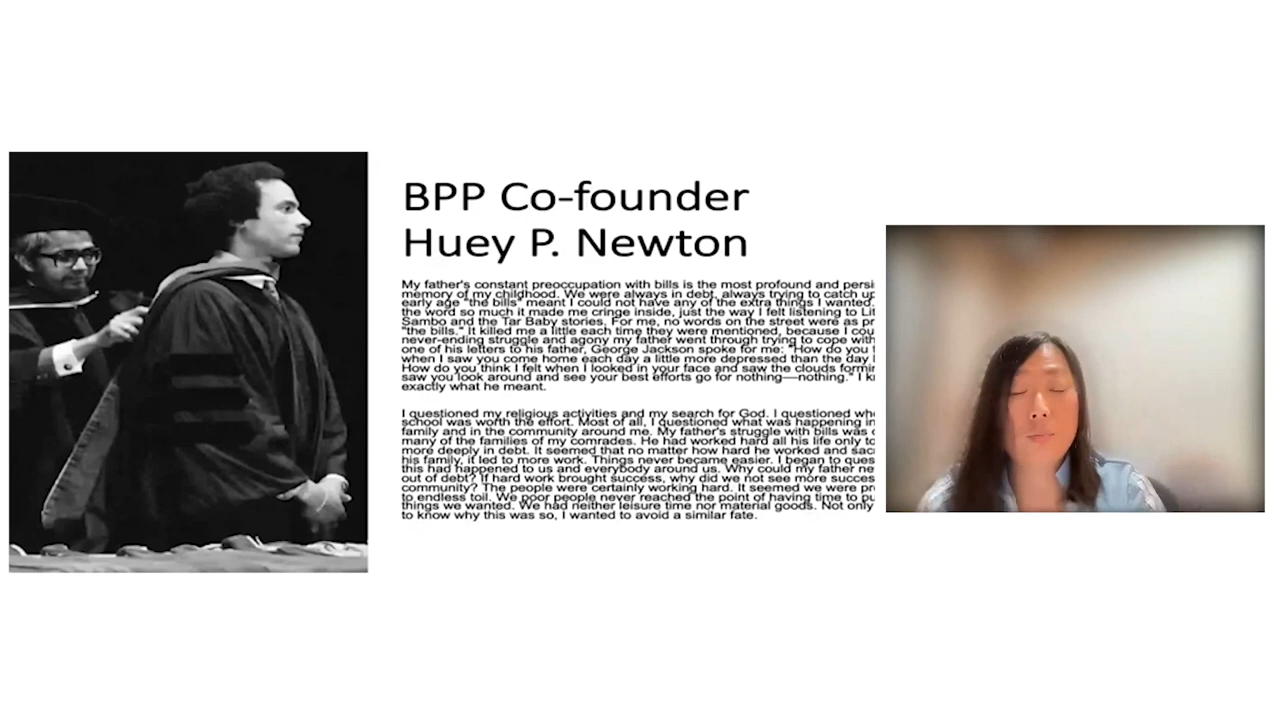 BPP Co-founder
Huey P. Newton
My father's constant preoccupation with bills is the most profound and persi
memory of my childhood. We were always in debt, always trying to catch up
early age "the bills" meant I could not have any of the extra things I wanted.
the word so much it made me cringe inside, just the way I felt listening to Lit
Sambo and the Tar Baby stories. For me, no words on the street were as pr
"the bills." It killed me a little each time they were mentioned, because I cou
never-ending struggle and agony my father went through trying to cope with
one of his letters to his father, George Jackson spoke for me: "How do you t
when I saw you come home each day a little more depressed than the day
How do you think I felt when I looked in your face and saw the clouds formin
saw you look around and see your best efforts go for nothing—nothing." I k
exactly what he meant.
I questioned my religious activities and my search for God. I questioned whe
school was worth the effort. Most of all, I questioned what was happening in
family and in the community around me. My father's struggle with bills was
many of the families of my comrades. He had worked hard all his life only to
more deeply in debt. It seemed that no matter how hard he worked and sac
his family, it led to more work. Things never became easier. I began to ques
this had happened to us and everybody around us. Why could my father ne
out of debt? If hard work brought success, why did we not see more succes
community? The people were certainly working hard. It seemed we were pr
to endless toil. We poor people never reached the point of having time to pu
things we wanted. We had neither leisure time nor material goods. Not only
to know why this was so, I wanted to avoid a similar fate.